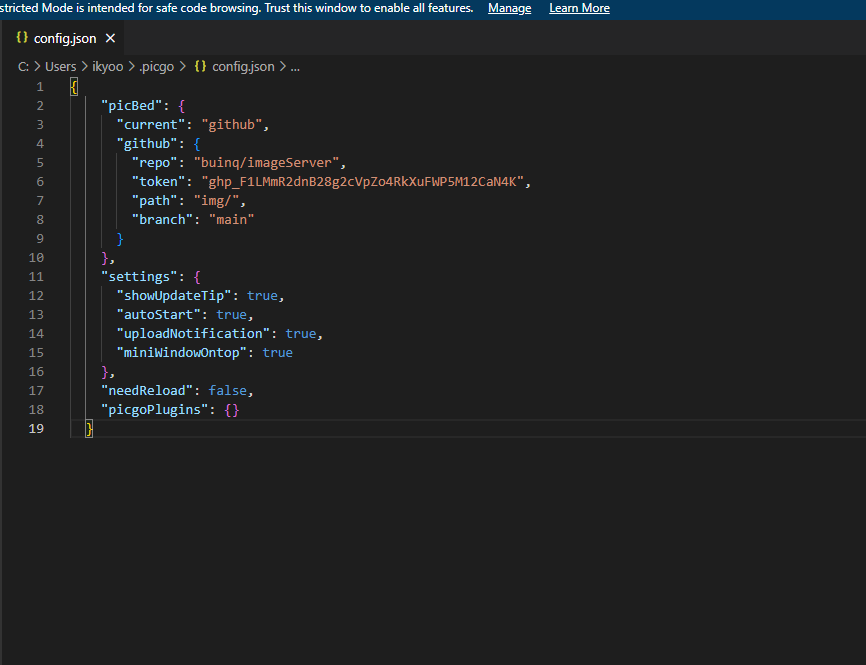 stricted Mode is intended for safe code browsing. Trust this window to enable all features. Manage Learn More
{} config.json ×
C: > Users > ikyoo > .picgo > {} config.json > ...
1 {
2 "picBed": {
3 "current": "github",
4 "github": {
5 "repo": "buinq/imageServer",
6 "token": "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",
7 "path": "img/",
8 "branch": "main"
9 }
10 },
11 "settings": {
12 "showUpdateTip": true,
13 "autoStart": true,
14 "uploadNotification": true,
15 "miniWindowOntop": true
16 },
17 "needReload": false,
18 "picgoPlugins": {}
19 }